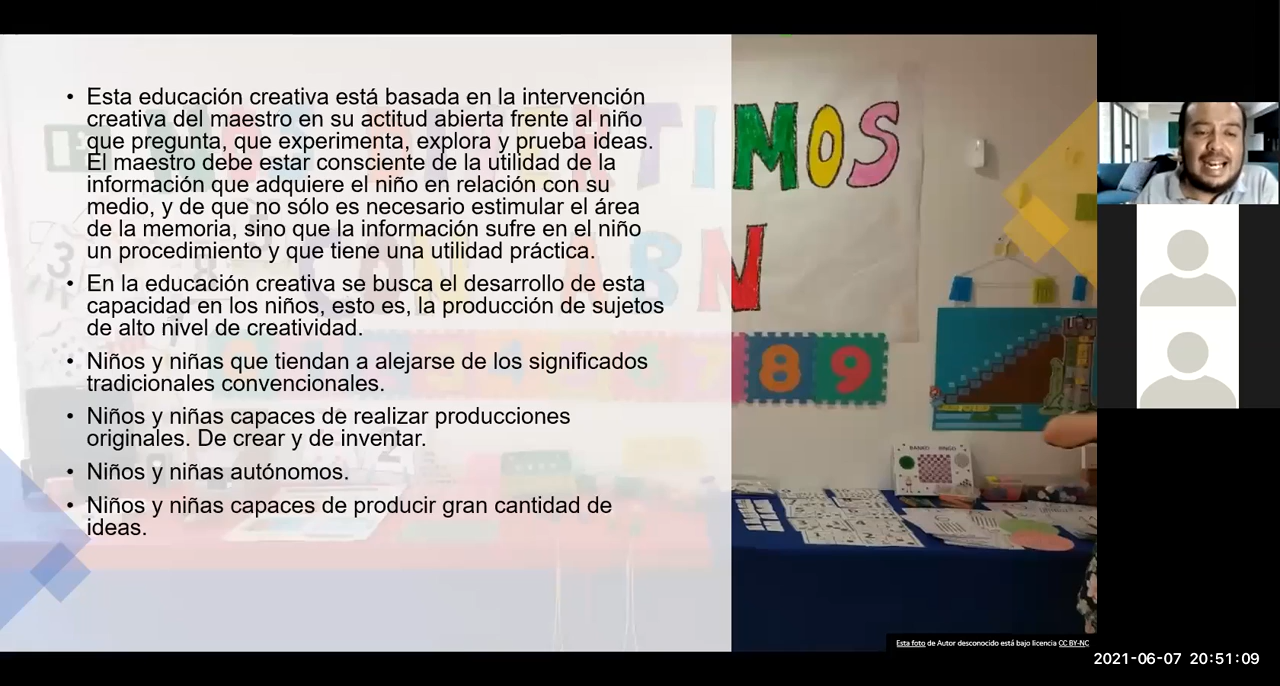 • Esta educación creativa está basada en la intervención
creativa del maestro en su actitud abierta frente al niño
que pregunta, que experimenta, explora y prueba ideas.
El maestro debe estar consciente de la utilidad de la
información que adquiere el niño en relación con su
medio, y de que no sólo es necesario estimular el área
de la memoria, sino que la información sufre en el niño
un procedimiento y que tiene una utilidad práctica.
• En la educación creativa se busca el desarrollo de esta
capacidad en los niños, esto es, la producción de sujetos
de alto nivel de creatividad.
• Niños y niñas que tiendan a alejarse de los significados
tradicionales convencionales.
• Niños y niñas capaces de realizar producciones
originales. De crear y de inventar.
• Niños y niñas autónomos.
• Niños y niñas capaces de producir gran cantidad de
ideas.
DIVERTIMOS
CON ABN
8 9
BANKO BINGO
Esta foto de Autor desconocido está bajo licencia CC BY-NC
2021-06-07 20:51:09